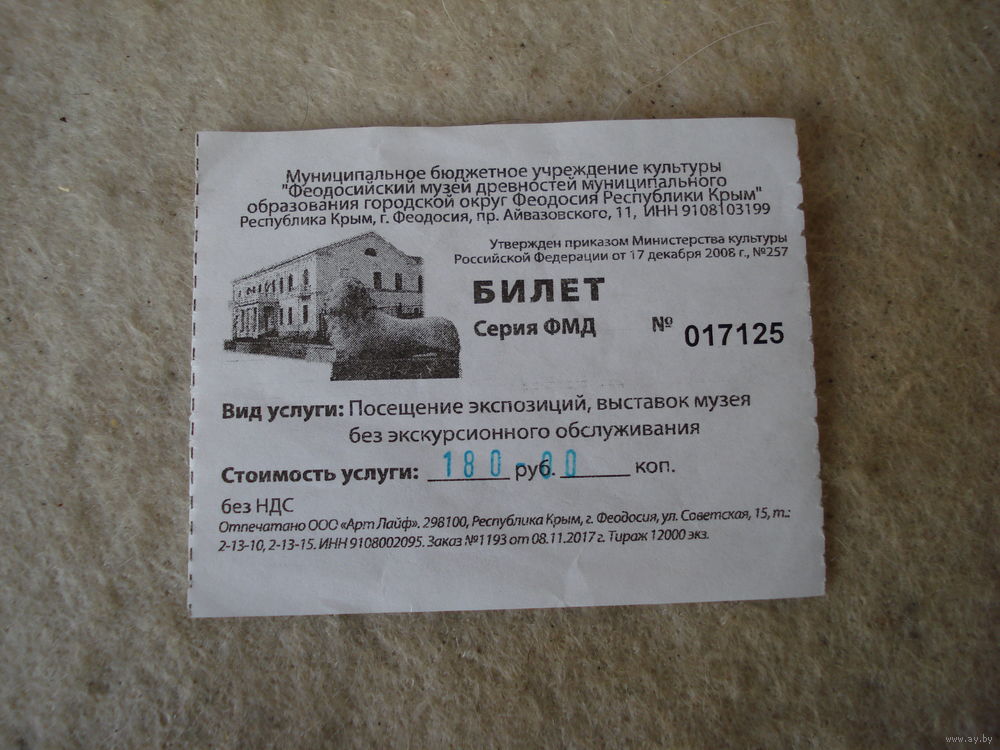 Муниципальное бюджетное учреждение культуры
"Феодосийский музей древностей муниципального
образования городской округ Феодосия Республики Крым"
Республика Крым, г. Феодосия, пр. Айвазовского, 11, ИНН 9108103199
Утвержден приказом Министерства культуры
Российской Федерации от 17 декабря 2008 г., №257
БИЛЕТ
Серия ФМД № 017125
Вид услуги: Посещение экспозиций, выставок музея
без экскурсионного обслуживания
Стоимость услуги: 180-00 руб. коп.
без НДС
Отпечатано ООО «Арт Лайф». 298100, Республика Крым, г. Феодосия, ул. Советская, 15, т.:
2-13-10, 2-13-15. ИНН 9108002095. Заказ №1193 от 08.11.2017 г. Тираж 12000 экз.
www.ay.by